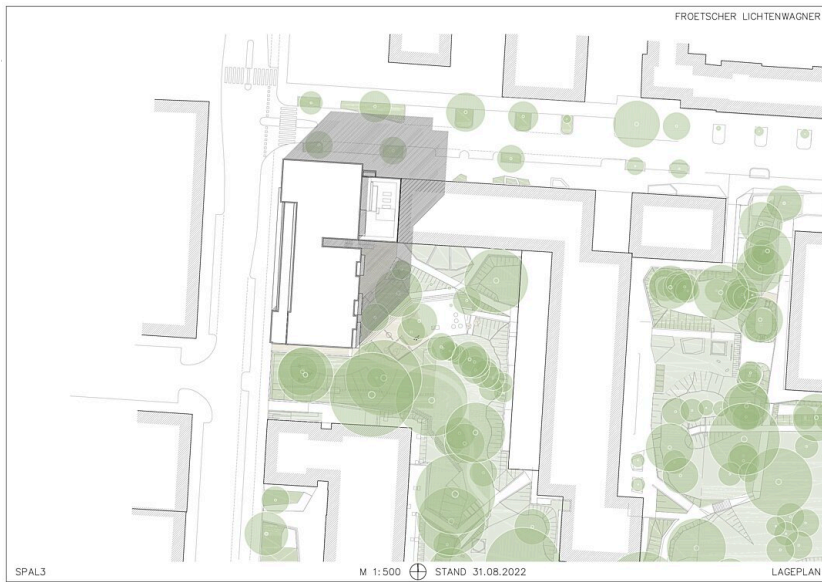 FROETSCHER LICHTENWAGNER
SPAL3
M 1:500 STAND 31.08.2022
LAGEPLAN